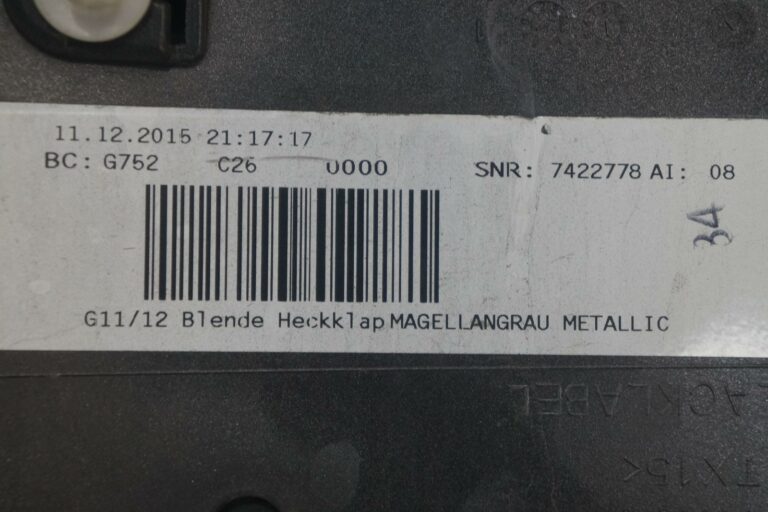 11.12.2015 21:17:17
BC: G752 C26 0000 SNR: 7422778 AI: 08
34
G11/12 Blende Heckklap MAGELLANGRAU METALLIC
LACKLABEL